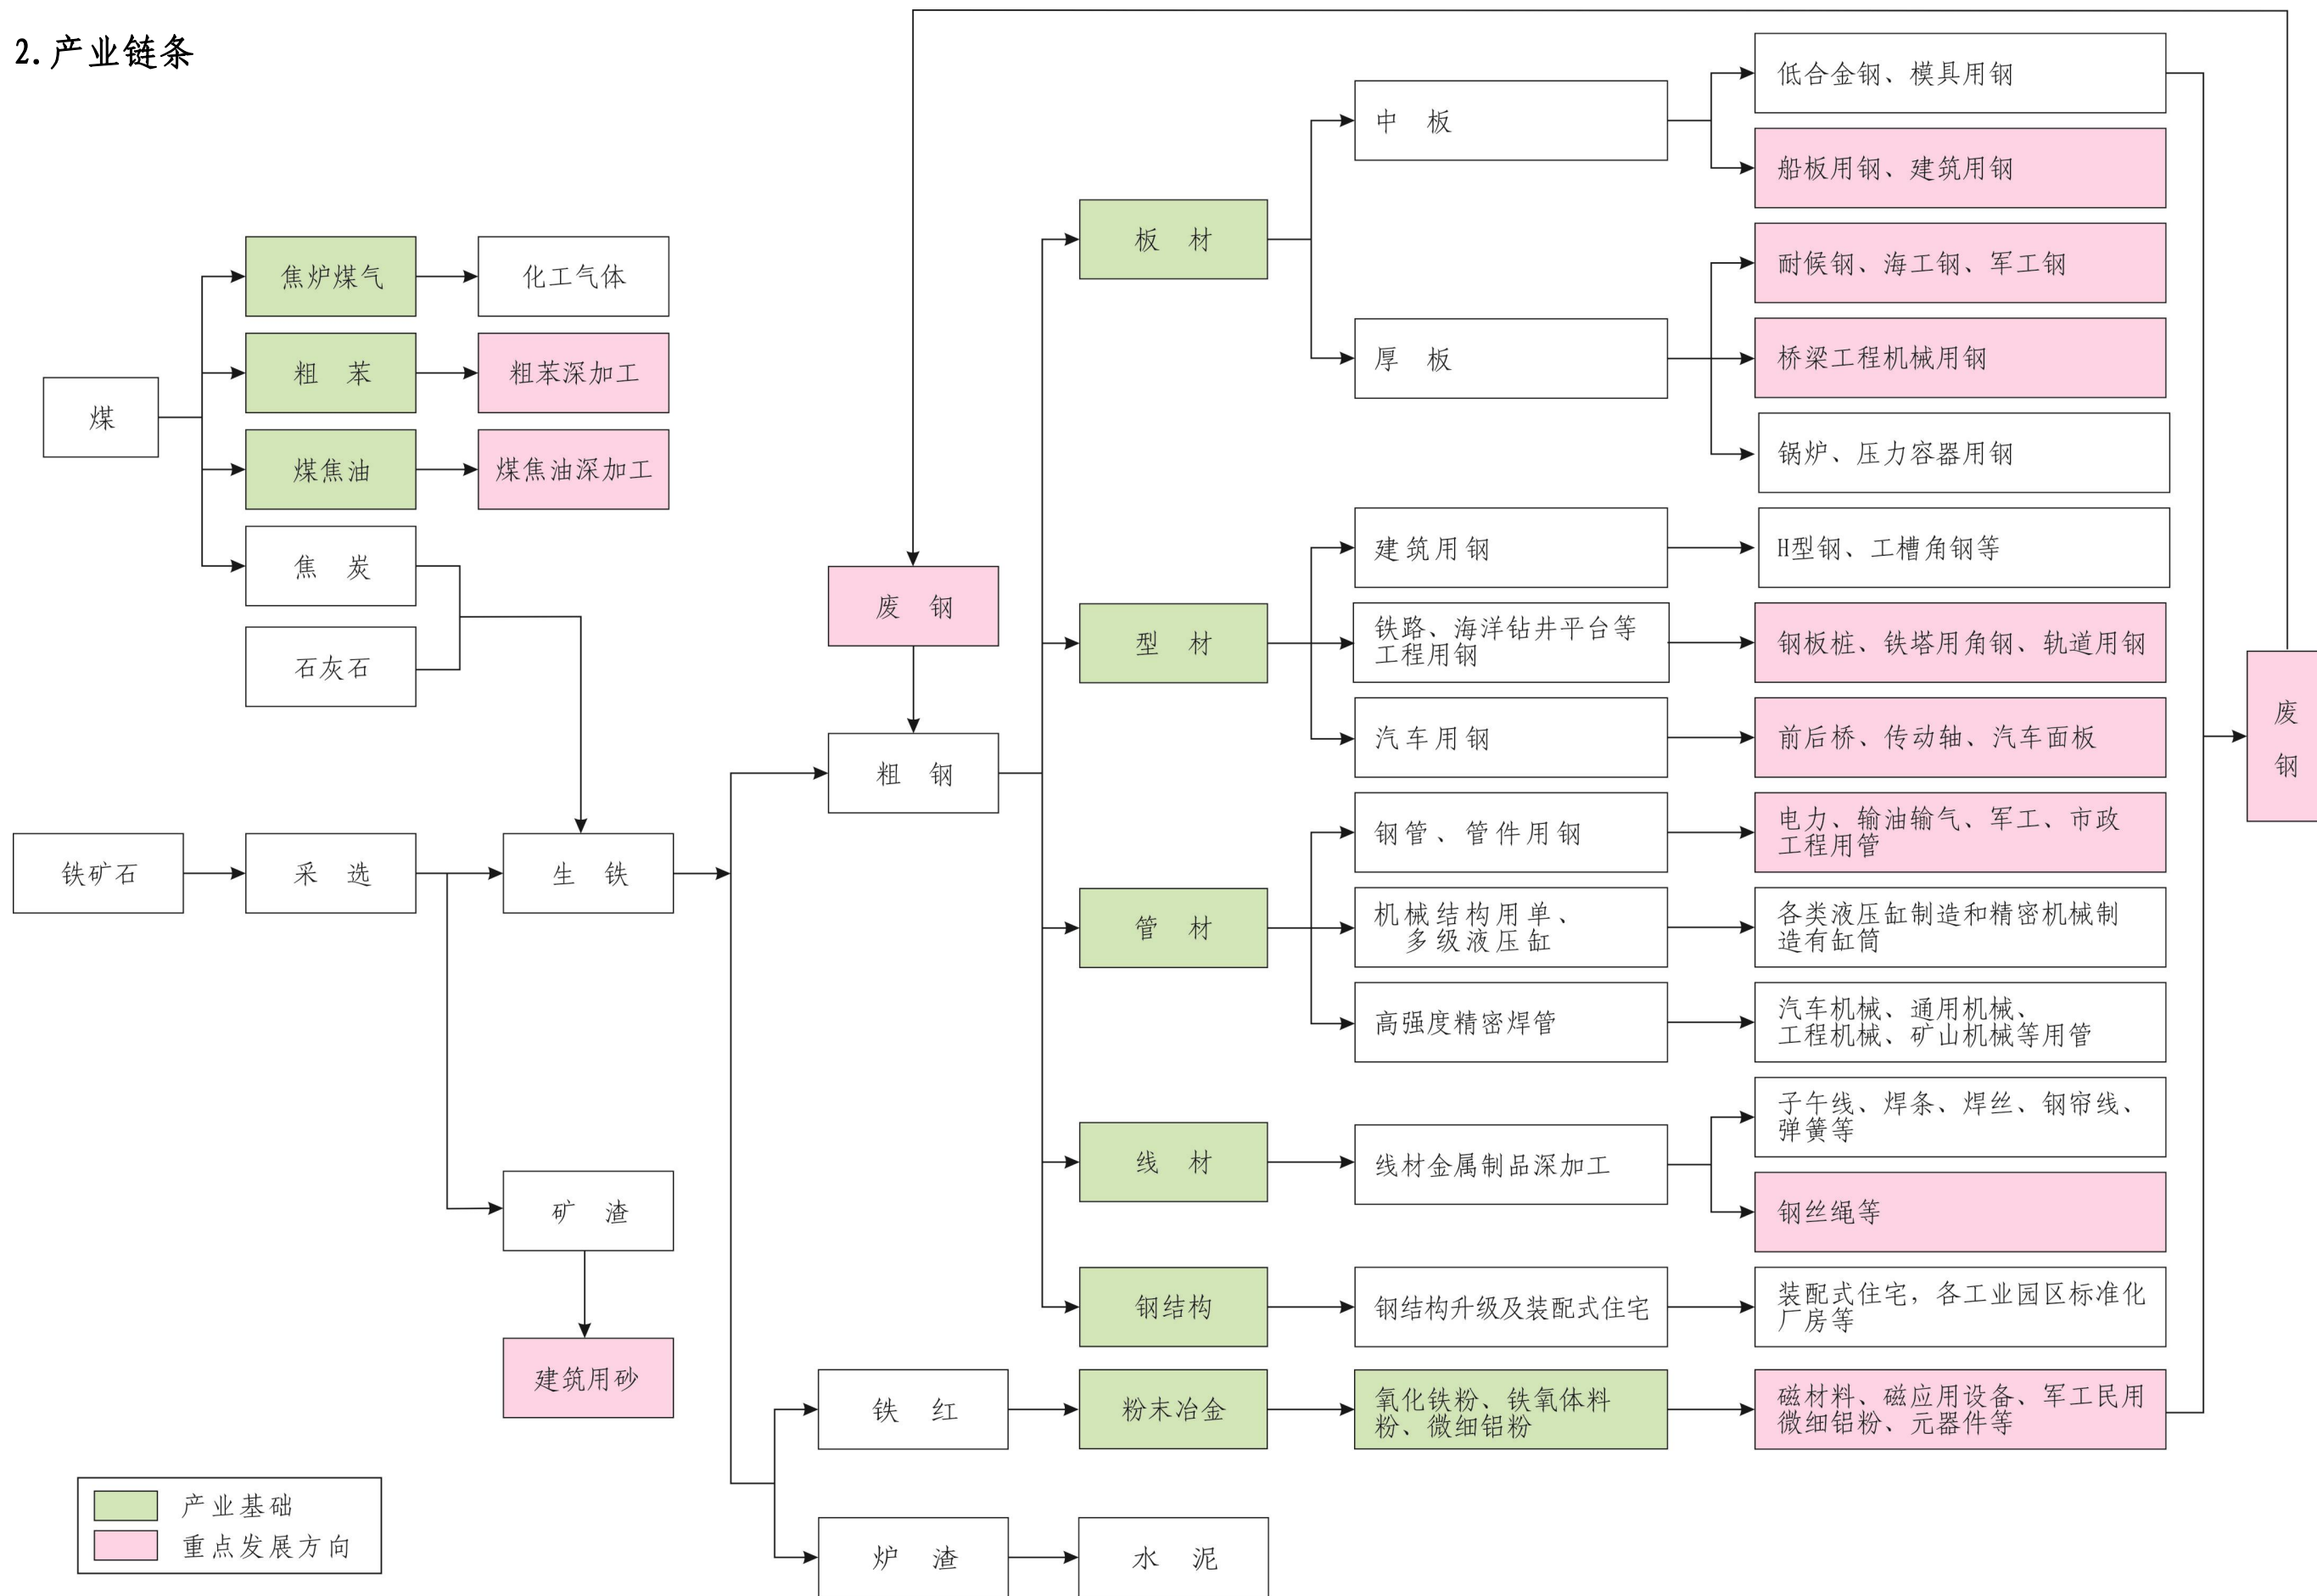 2.产业链条
煤
焦炉煤气
化工气体
粗 苯
粗苯深加工
煤焦油
煤焦油深加工
焦 炭
石灰石
铁矿石
采 选
生 铁
矿 渣
建筑用砂
废 钢
粗 钢
板 材
中 板
低合金钢、模具用钢
船板用钢、建筑用钢
厚 板
耐候钢、海工钢、军工钢
桥梁工程机械用钢
锅炉、压力容器用钢
型 材
建筑用钢
H型钢、工槽角钢等
铁路、海洋钻井平台等
工程用钢
钢板桩、铁塔用角钢、轨道用钢
汽车用钢
前后桥、传动轴、汽车面板
管 材
钢管、管件用钢
电力、输油输气、军工、市政
工程用管
机械结构用单、
多级液压缸
各类液压缸制造和精密机械制
造有缸筒
高强度精密焊管
汽车机械、通用机械、
工程机械、矿山机械等用管
线 材
线材金属制品深加工
子午线、焊条、焊丝、钢帘线、
弹簧等
钢丝绳等
钢结构
钢结构升级及装配式住宅
装配式住宅，各工业园区标准化
厂房等
铁 红
粉末冶金
氧化铁粉、铁氧体料
粉、微细铝粉
磁材料、磁应用设备、军工民用
微细铝粉、元器件等
炉 渣
水 泥
废
钢
产业基础
重点发展方向